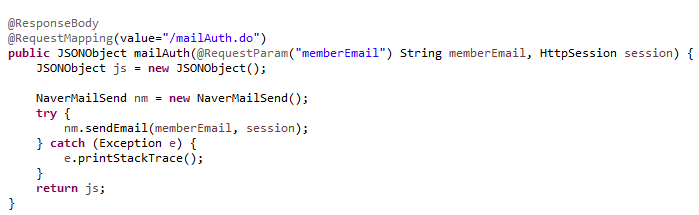 @ResponseBody
@RequestMapping(value="/mailAuth.do")
public JSONObject mailAuth(@RequestParam("memberEmail") String memberEmail, HttpSession session) {
    JSONObject js = new JSONObject();

    NaverMailSend nm = new NaverMailSend();
    try {
        nm.sendEmail(memberEmail, session);
    } catch (Exception e) {
        e.printStackTrace();
    }
    return js;
}